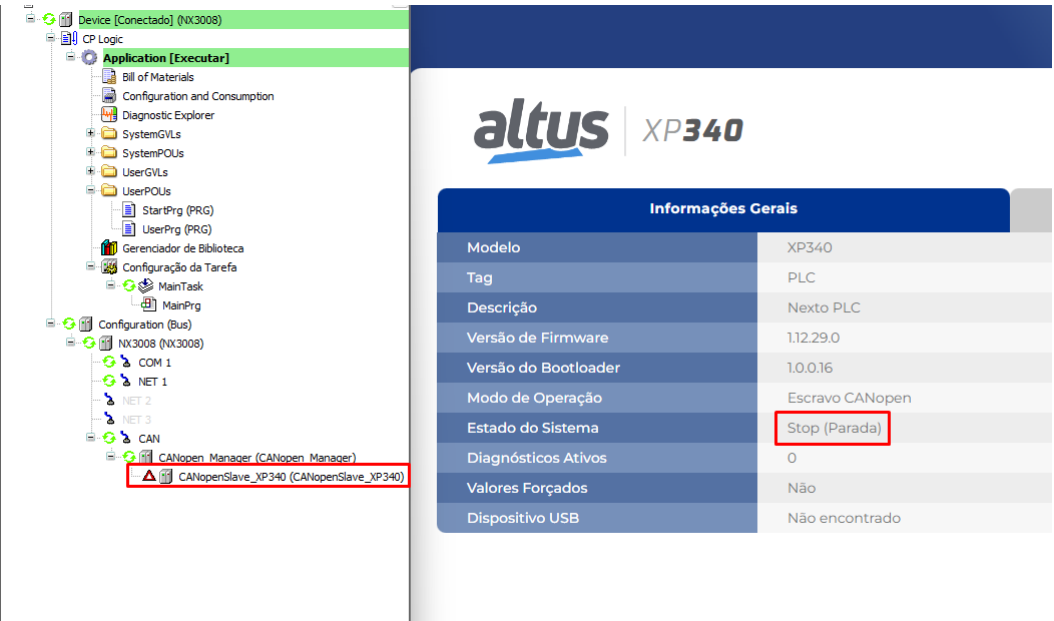 Device [Conectado] (NX3008)
CP Logic
Application [Executar]
Bill of Materials
Configuration and Consumption
Diagnostic Explorer
SystemGVLs
SystemPOUs
UserGVLs
UserPOUs
StartPrg (PRG)
UserPrg (PRG)
Gerenciador de Biblioteca
Configuração da Tarefa
MainTask
MainPrg
Configuration (Bus)
NX3008 (NX3008)
COM 1
NET 1
NET 2
NET 3
CAN
CANopen_Manager (CANopen_Manager)
CANopenSlave_XP340 (CANopenSlave_XP340)
altus XP340
Informações Gerais
Modelo XP340
Tag PLC
Descrição Nexto PLC
Versão de Firmware 1.12.29.0
Versão do Bootloader 1.0.0.16
Modo de Operação Escravo CANopen
Estado do Sistema Stop (Parada)
Diagnósticos Ativos 0
Valores Forçados Não
Dispositivo USB Não encontrado